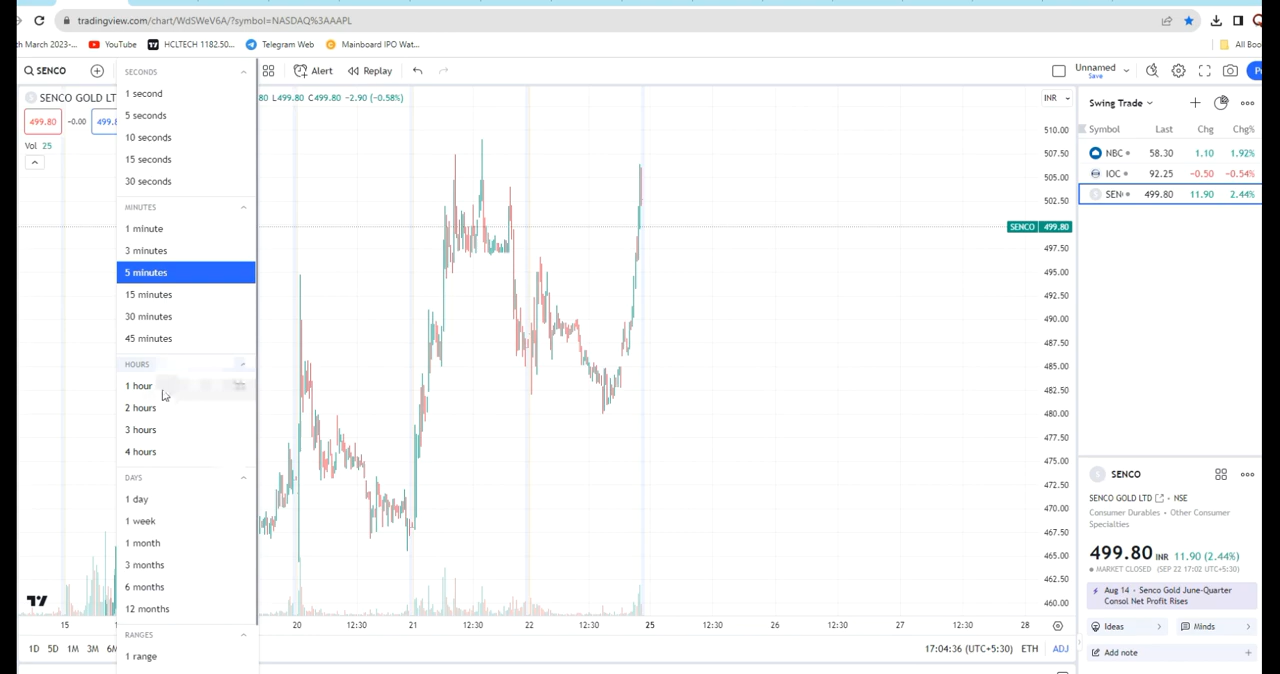 tradingview.com/chart/WdSWeV6A/?symbol=NASDAQ%3AAAPL
th March 2023-... YouTube HCLTECH 1182.50... Telegram Web Mainboard IPO Wat... All Boo
SENCO Alert Replay Unnamed
Save
SENCO GOLD LT 80 L499.80 C499.80 -2.90 (-0.58%) INR
499.80 -0.00 499.8
Vol 25
SECONDS
1 second
5 seconds
10 seconds
15 seconds
30 seconds
MINUTES
1 minute
3 minutes
5 minutes
15 minutes
30 minutes
45 minutes
HOURS
1 hour
2 hours
3 hours
4 hours
DAYS
1 day
1 week
1 month
3 months
6 months
12 months
RANGES
1 range
510.00
507.50
505.00
502.50
SENCO 499.80
497.50
495.00
492.50
490.00
487.50
485.00
482.50
480.00
477.50
475.00
472.50
470.00
467.50
465.00
462.50
460.00
15 20 12:30 21 12:30 22 12:30 25 12:30 26 12:30 27 12:30 28
1D 5D 1M 3M 6M 17:04:36 (UTC+5:30) ETH ADJ
Swing Trade
Symbol Last Chg Chg%
NBC 58.30 1.10 1.92%
IOC 92.25 -0.50 -0.54%
SEN 499.80 11.90 2.44%
SENCO
SENCO GOLD LTD • NSE
Consumer Durables • Other Consumer
Specialties
499.80 INR 11.90 (2.44%)
MARKET CLOSED (SEP 22 17:02 UTC+5:30)
Aug 14 • Senco Gold June-Quarter
Consol Net Profit Rises
Ideas Minds
Add note